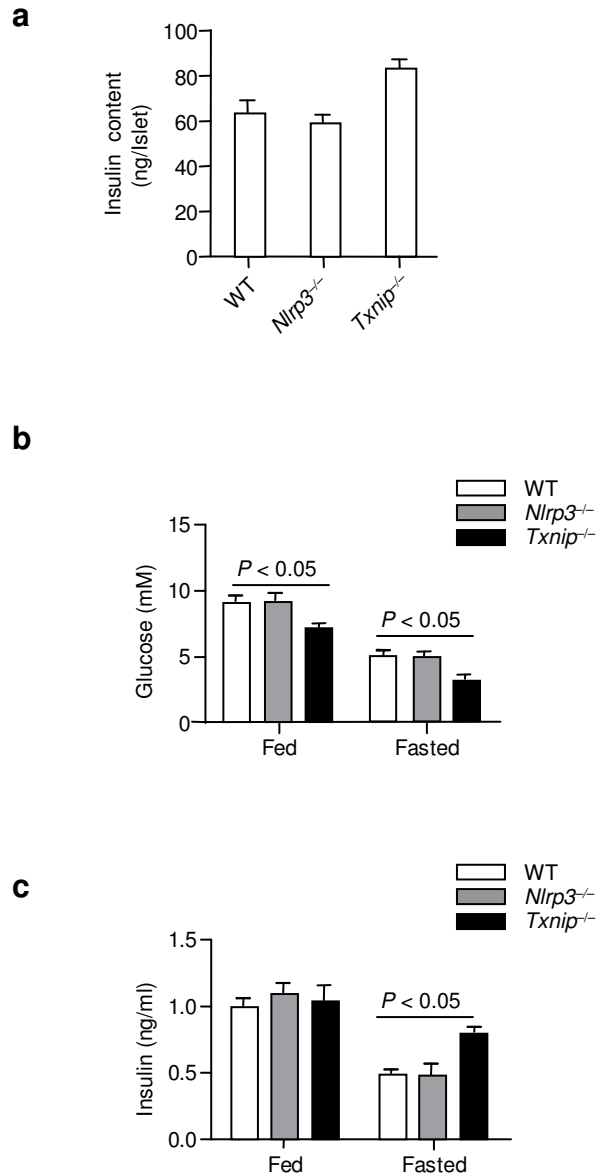 a
Insulin content
(ng/Islet)
100
80
60
40
20
0
WT
Nlrp3–/–
Txnip–/–
b
WT
Nlrp3–/–
Txnip–/–
Glucose (mM)
15
10
5
0
P < 0.05
P < 0.05
Fed
Fasted
c
WT
Nlrp3–/–
Txnip–/–
Insulin (ng/ml)
1.5
1.0
0.5
0.0
P < 0.05
Fed
Fasted